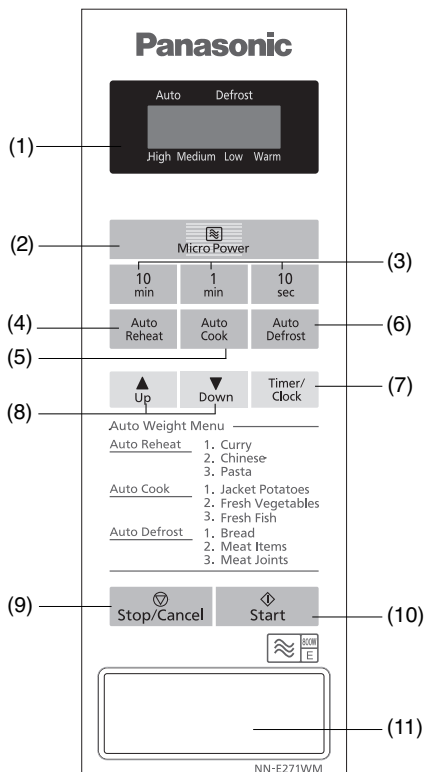 Panasonic
Auto Defrost
(1)
High Medium Low Warm
(2)
Micro Power
(3)
10 min 1 min 10 sec
(4)
Auto Reheat Auto Cook Auto Defrost
(6)
(5)
Up Down Timer/Clock
(7)
(8)
Auto Weight Menu
Auto Reheat 1. Curry
2. Chinese
3. Pasta
Auto Cook 1. Jacket Potatoes
2. Fresh Vegetables
3. Fresh Fish
Auto Defrost 1. Bread
2. Meat Items
3. Meat Joints
(9)
Stop/Cancel Start
(10)
800W
E
(11)
NN-E271WM